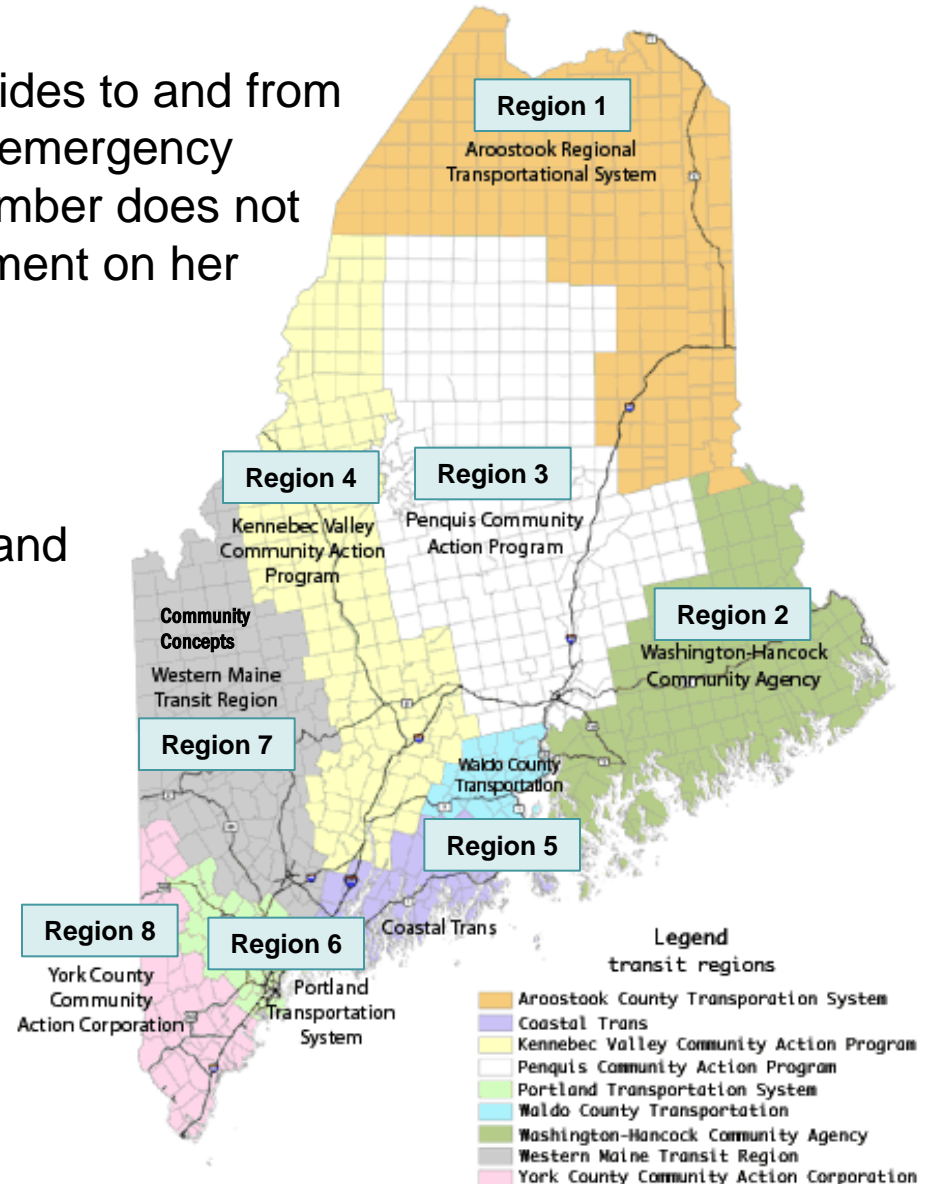 ides to and from
emergency
mber does not
ment on her
and
Region 1
Aroostook Regional
Transportational System
Region 4
Kennebec Valley
Community Action
Program
Region 3
Penquis Community
Action Program
Region 2
Washington-Hancock
Community Agency
Community
Concepts
Western Maine
Transit Region
Region 7
Waldo County
Transportation
Region 5
Coastal Trans
Region 8
York County
Community
Action Corporation
Region 6
Portland
Transportation
System
Legend
transit regions
Aroostook County Transporation System
Coastal Trans
Kennebec Valley Community Action Program
Penquis Community Action Program
Portland Transportation System
Waldo County Transportation
Washington-Hancock Community Agency
Western Maine Transit Region
York County Community Action Corporation